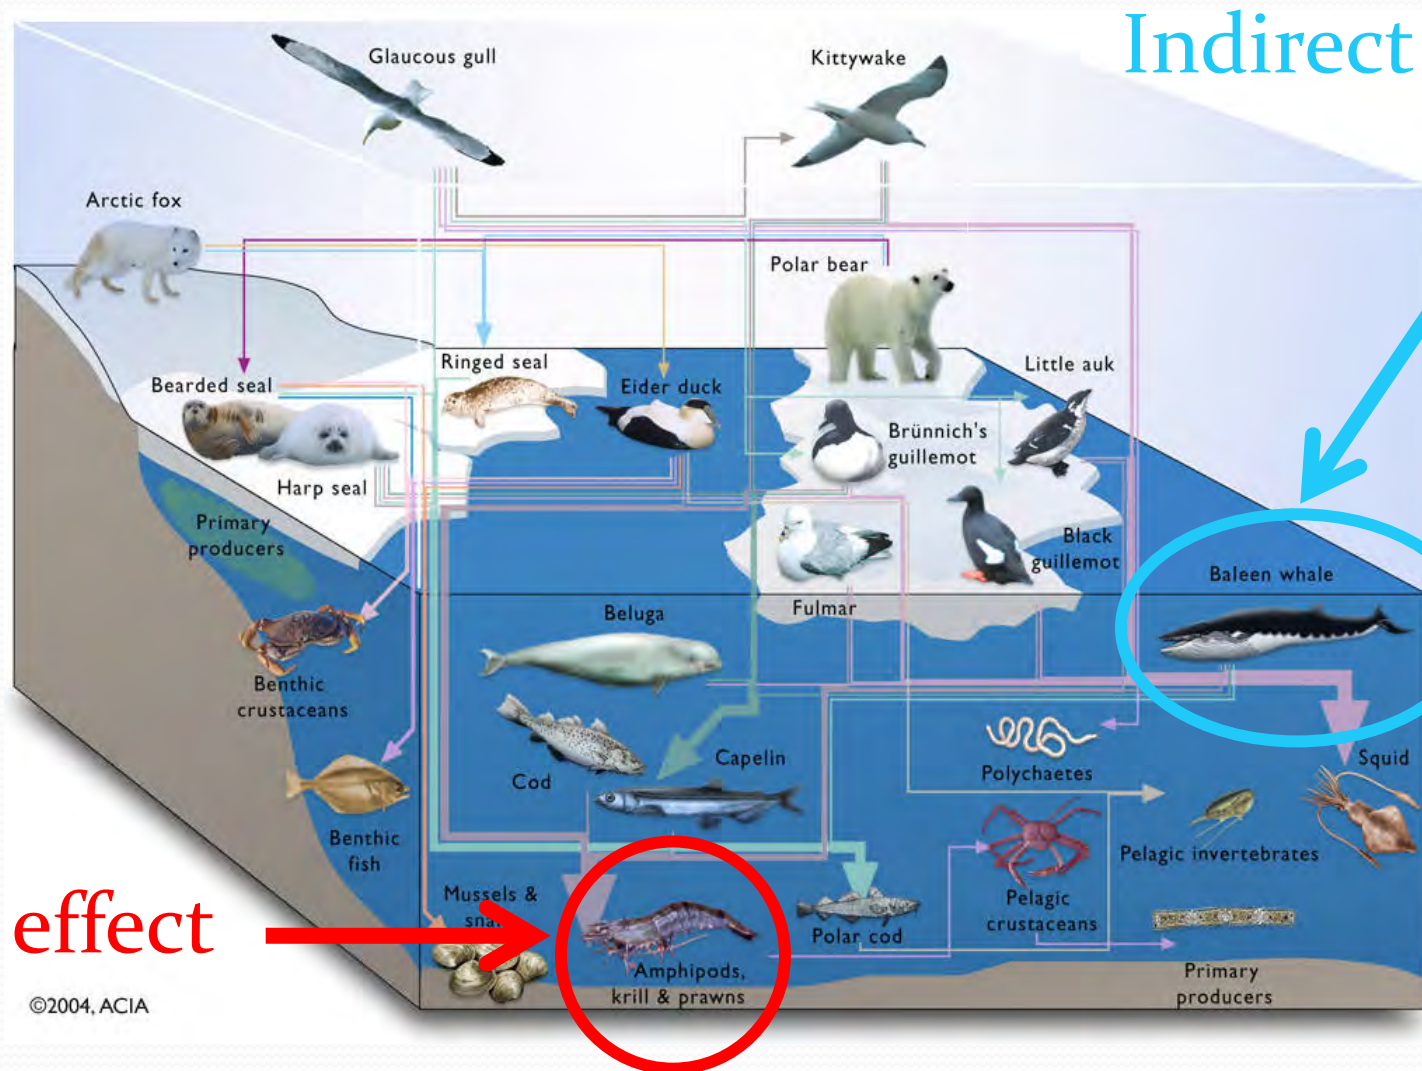 Indirect
Glaucous gull
Kittywake
Arctic fox
Polar bear
Ringed seal
Little auk
Bearded seal
Eider duck
Brünnich's
guillemot
Harp seal
Primary
producers
Black
guillemot
Baleen whale
Fulmar
Beluga
Benthic
crustaceans
Squid
Capelin
Polychaetes
Cod
Benthic
fish
Pelagic invertebrates
effect
Mussels &
Pelagic
crustaceans
Polar cod
Amphipods,
krill & prawns
Primary
producers
©2004, ACIA